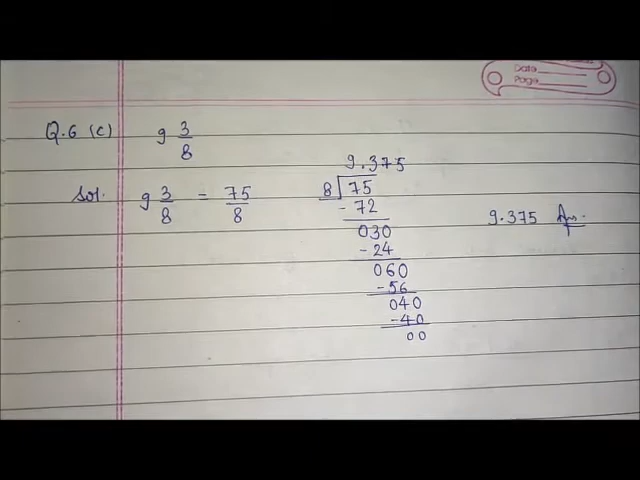 Date
Page
Q.6 (c) 9 3/8
Sol. 9 3/8 = 75/8
9.375
8 75
- 72
030
- 24
060
- 56
040
- 40
00
9.375 Ans.